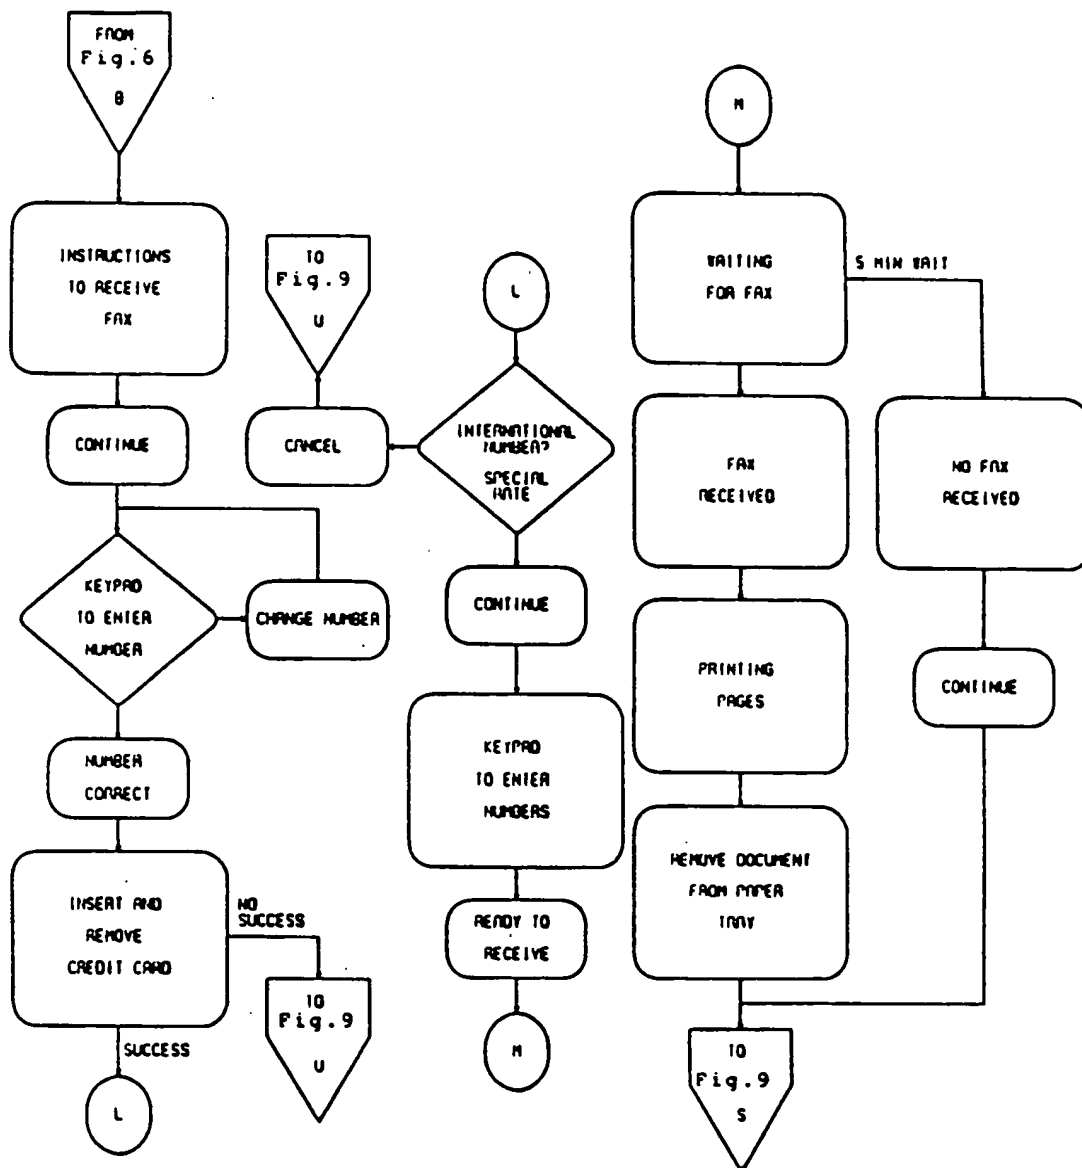 FROM
Fig.6
B
INSTRUCTIONS
TO RECEIVE
FAX
CONTINUE
KEYPAD
TO ENTER
NUMBER
CHANGE NUMBER
NUMBER
CORRECT
INSERT AND
REMOVE
CREDIT CARD
NO
SUCCESS
SUCCESS
L
TO
Fig.9
U
TO
Fig.9
U
CANCEL
L
INTERNATIONAL
NUMBER?
SPECIAL
RATE
CONTINUE
KEYPAD
TO ENTER
NUMBERS
READY TO
RECEIVE
M
M
WAITING
FOR FAX
5 MIN WAIT
FAX
RECEIVED
NO FAX
RECEIVED
PRINTING
PAGES
CONTINUE
REMOVE DOCUMENT
FROM PAPER
TRAY
TO
Fig.9
S